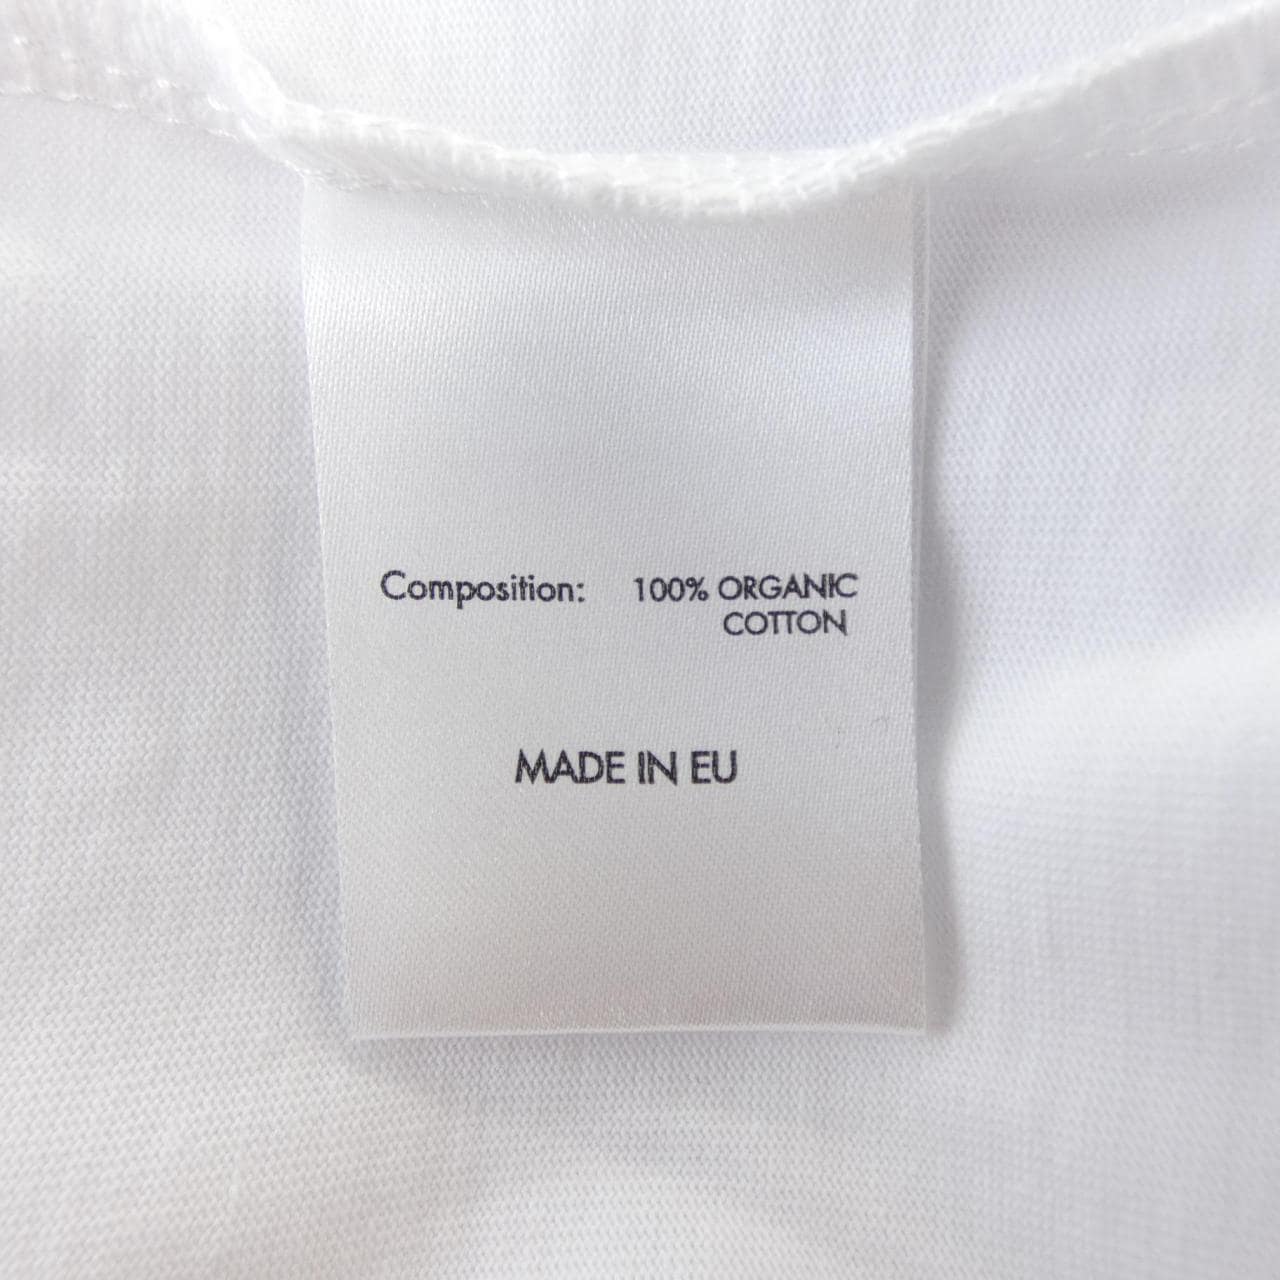 Composition: 100% ORGANIC
COTTON
MADE IN EU